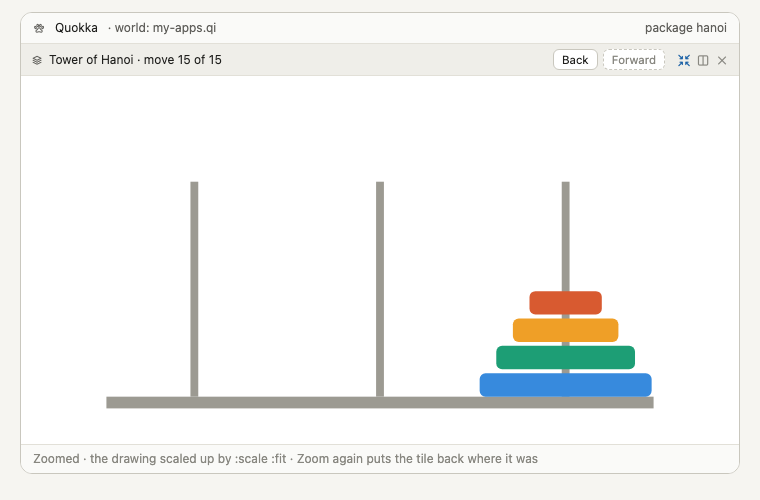 Quokka · world: my-apps.qi package hanoi
Tower of Hanoi · move 15 of 15 Back Forward
Zoomed · the drawing scaled up by :scale :fit · Zoom again puts the tile back where it was